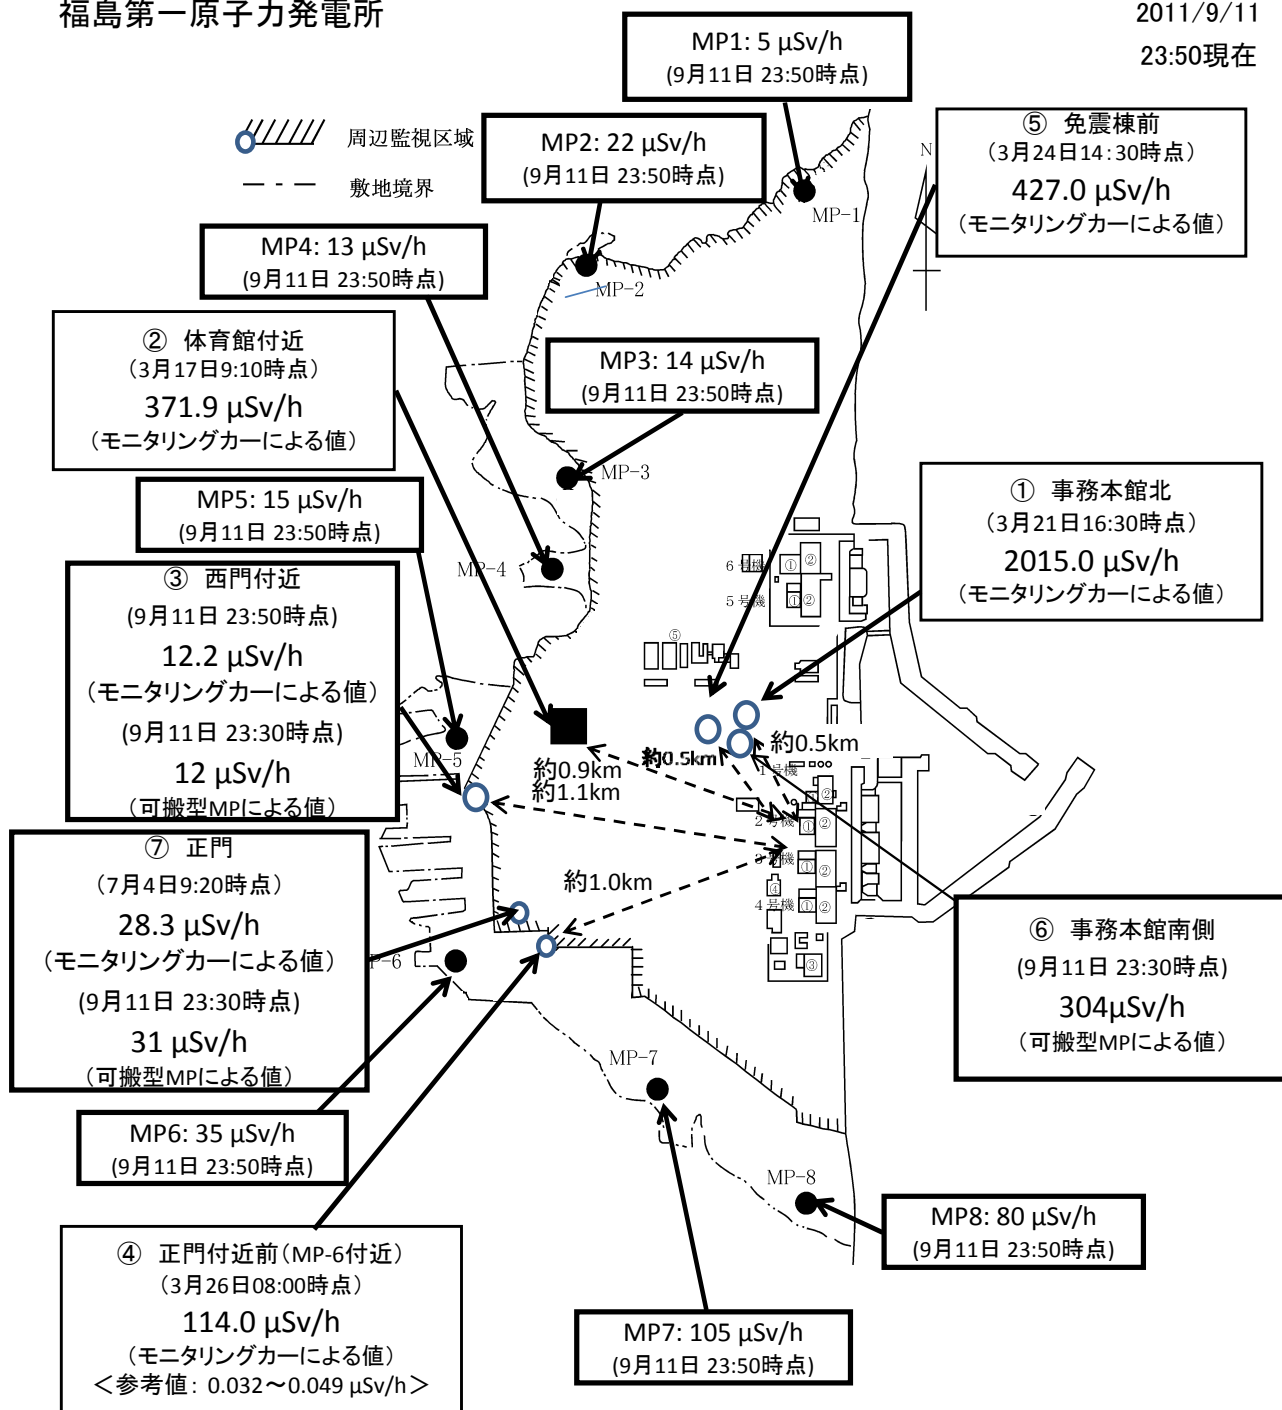 福島第一原子力発電所
2011/9/11
23:50現在
MP1: 5 μSv/h
(9月11日 23:50時点)
周辺監視区域
敷地境界
MP2: 22 μSv/h
(9月11日 23:50時点)
⑤ 免震棟前
(3月24日14:30時点)
427.0 μSv/h
(モニタリングカーによる値)
N
MP-1
MP4: 13 μSv/h
(9月11日 23:50時点)
MP-2
② 体育館付近
(3月17日9:10時点)
371.9 μSv/h
(モニタリングカーによる値)
MP3: 14 μSv/h
(9月11日 23:50時点)
MP-3
MP5: 15 μSv/h
(9月11日 23:50時点)
① 事務本館北
(3月21日16:30時点)
2015.0 μSv/h
(モニタリングカーによる値)
MP-4
③ 西門付近
(9月11日 23:50時点)
12.2 μSv/h
(モニタリングカーによる値)
(9月11日 23:30時点)
12 μSv/h
(可搬型MPによる値)
6号機
① ②
5号機
① ②
⑤
MP-5
約0.9km
約1.1km
約0.5km
約0.5km
1号機
②
2号機
① ②
3号機
① ②
④
4号機
① ②
③
約1.0km
⑦ 正門
(7月4日9:20時点)
28.3 μSv/h
(モニタリングカーによる値)
(9月11日 23:30時点)
31 μSv/h
(可搬型MPによる値)
P-6
⑥ 事務本館南側
(9月11日 23:30時点)
304μSv/h
(可搬型MPによる値)
MP-7
MP6: 35 μSv/h
(9月11日 23:50時点)
MP-8
MP8: 80 μSv/h
(9月11日 23:50時点)
④ 正門付近前(MP-6付近)
(3月26日08:00時点)
114.0 μSv/h
(モニタリングカーによる値)
<参考値: 0.032~0.049 μSv/h>
MP7: 105 μSv/h
(9月11日 23:50時点)